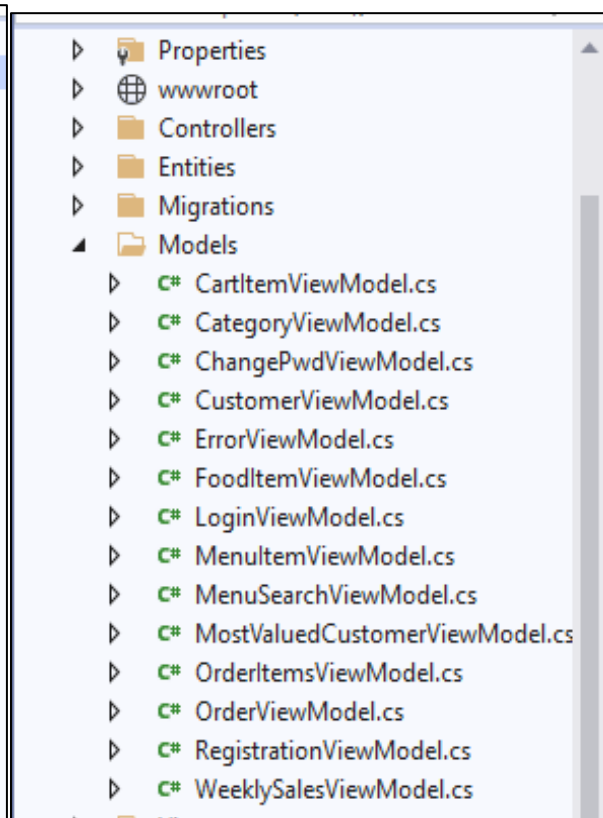 Properties
wwwroot
Controllers
Entities
Migrations
Models
C# CartItemViewModel.cs
C# CategoryViewModel.cs
C# ChangePwdViewModel.cs
C# CustomerViewModel.cs
C# ErrorViewModel.cs
C# FoodItemViewModel.cs
C# LoginViewModel.cs
C# MenuItemViewModel.cs
C# MenuSearchViewModel.cs
C# MostValuedCustomerViewModel.cs
C# OrderItemsViewModel.cs
C# OrderViewModel.cs
C# RegistrationViewModel.cs
C# WeeklySalesViewModel.cs